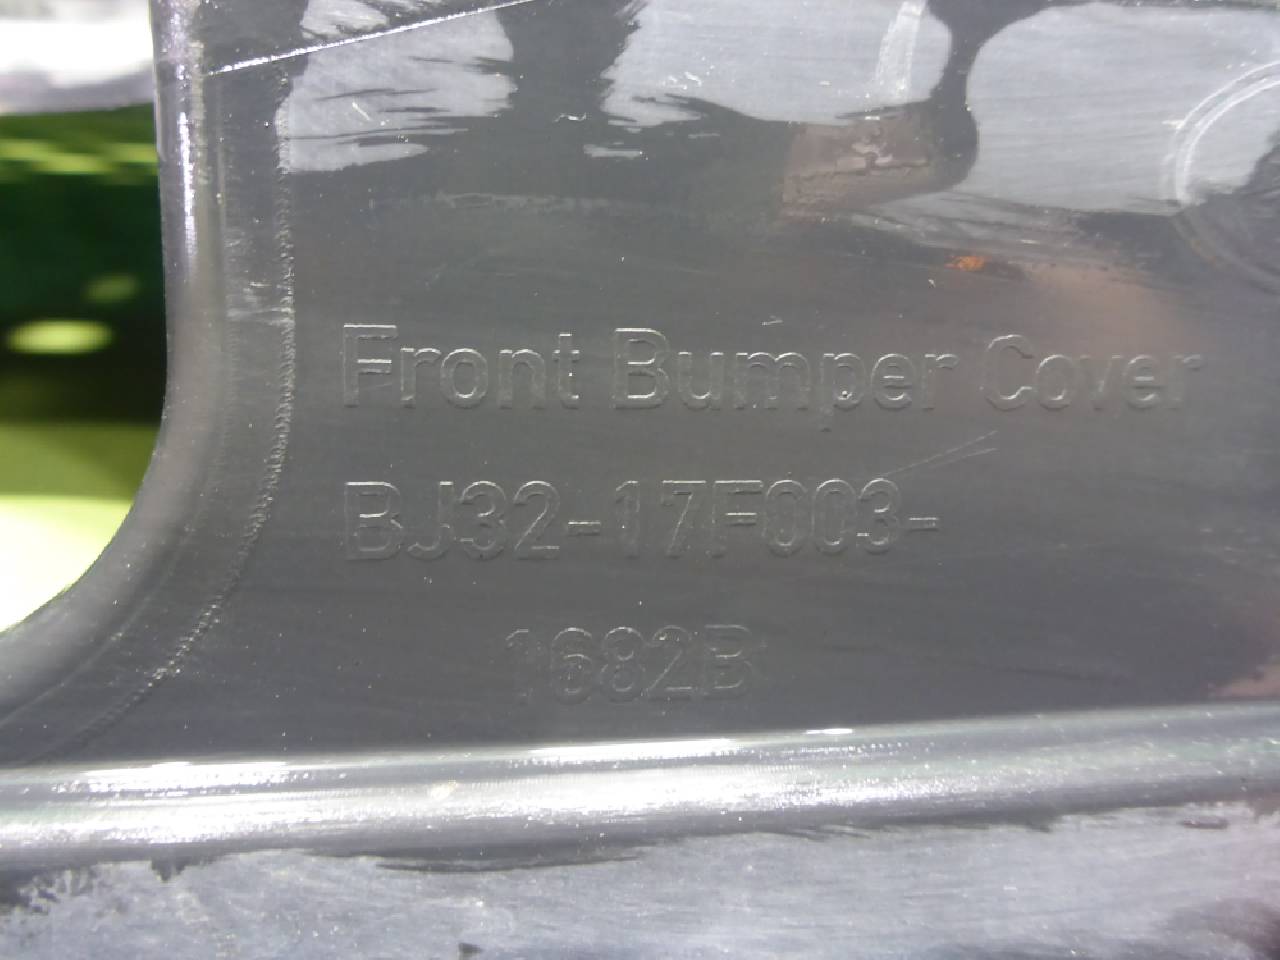 Front Bumper Cover
BJ32-17F003-
1682B